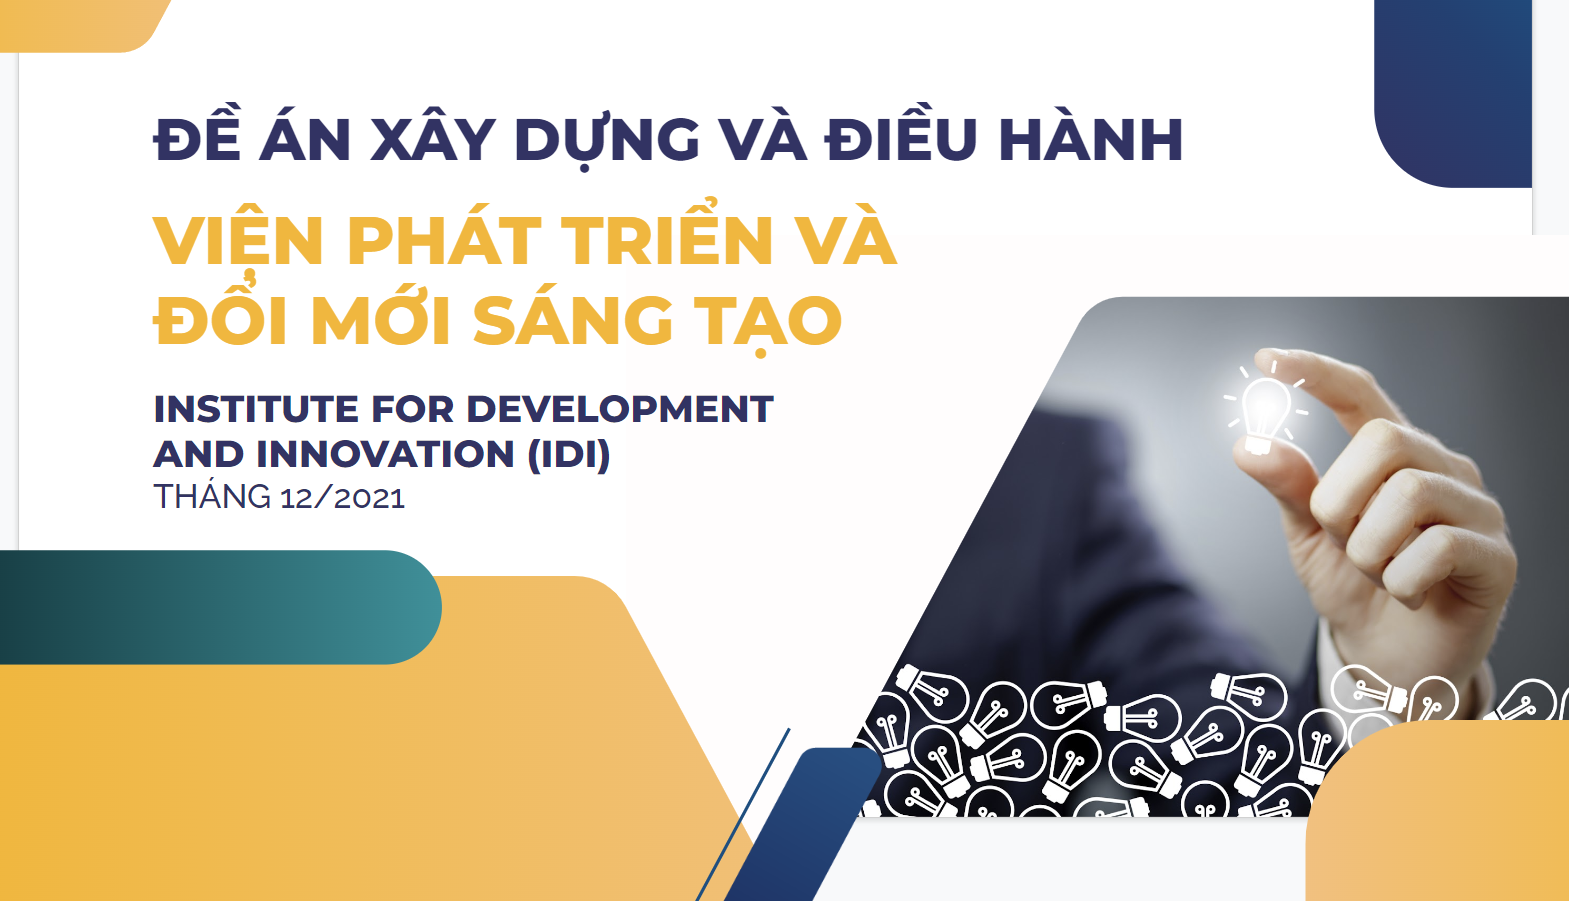 ĐỀ ÁN XÂY DỰNG VÀ ĐIỀU HÀNH
VIỆN PHÁT TRIỂN VÀ
ĐỔI MỚI SÁNG TẠO
INSTITUTE FOR DEVELOPMENT
AND INNOVATION (IDI)
THÁNG 12/2021